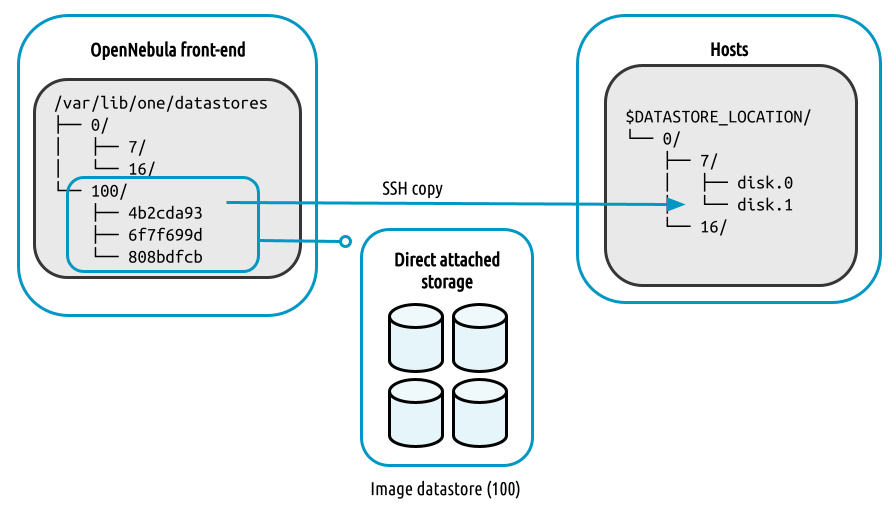 OpenNebula front-end
/var/lib/one/datastores
├── 0/
│   ├── 7/
│   └── 16/
└── 100/
    ├── 4b2cda93
    ├── 6f7f699d
    └── 808bdfcb
SSH copy
Hosts
$DATASTORE_LOCATION/
└── 0/
    ├── 7/
    │   ├── disk.0
    │   └── disk.1
    └── 16/
Direct attached
storage
Image datastore (100)